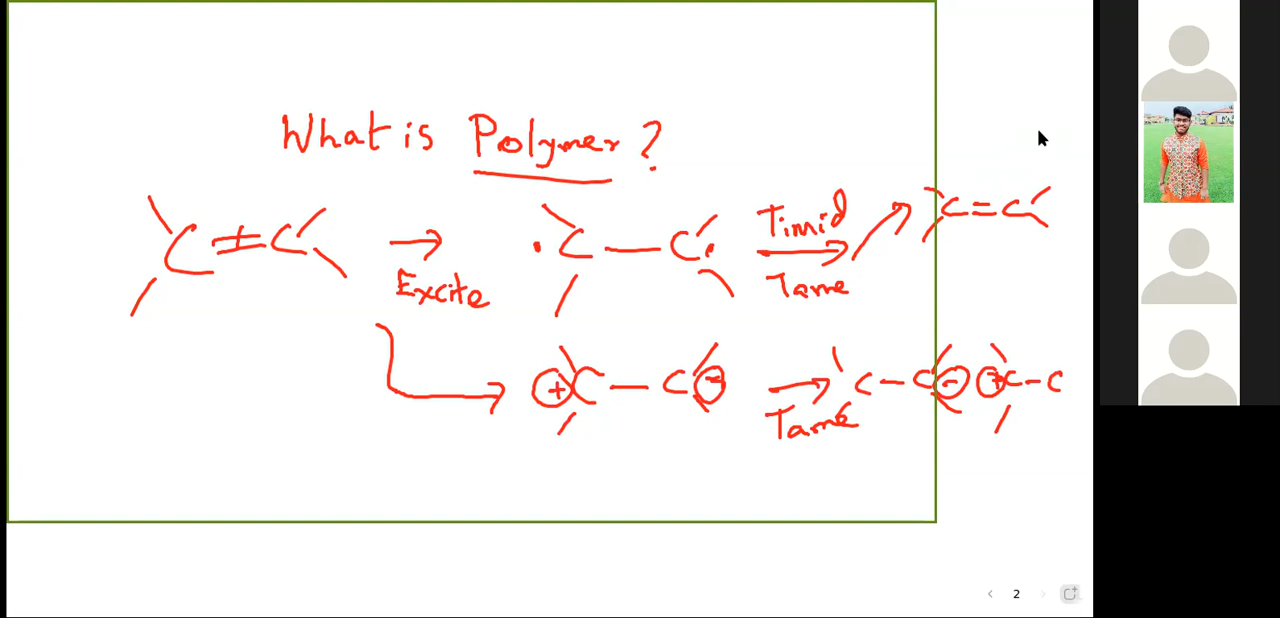 What is Polymer ?
C = C → Excite • C — C • → Timid Tame C = C
⊕ C — C ⊖ → Tame C — C ⊖ ⊕ C - C
2